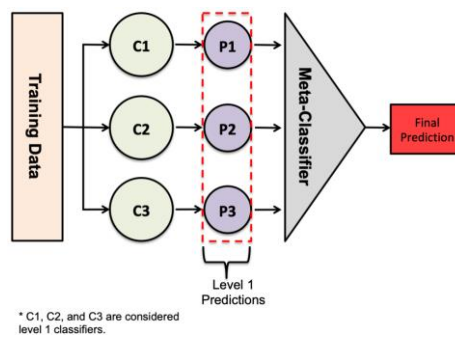 Training Data
C1
P1
C2
P2
C3
P3
Meta-Classifier
Final
Prediction
Level 1
Predictions
* C1, C2, and C3 are considered
level 1 classifiers.